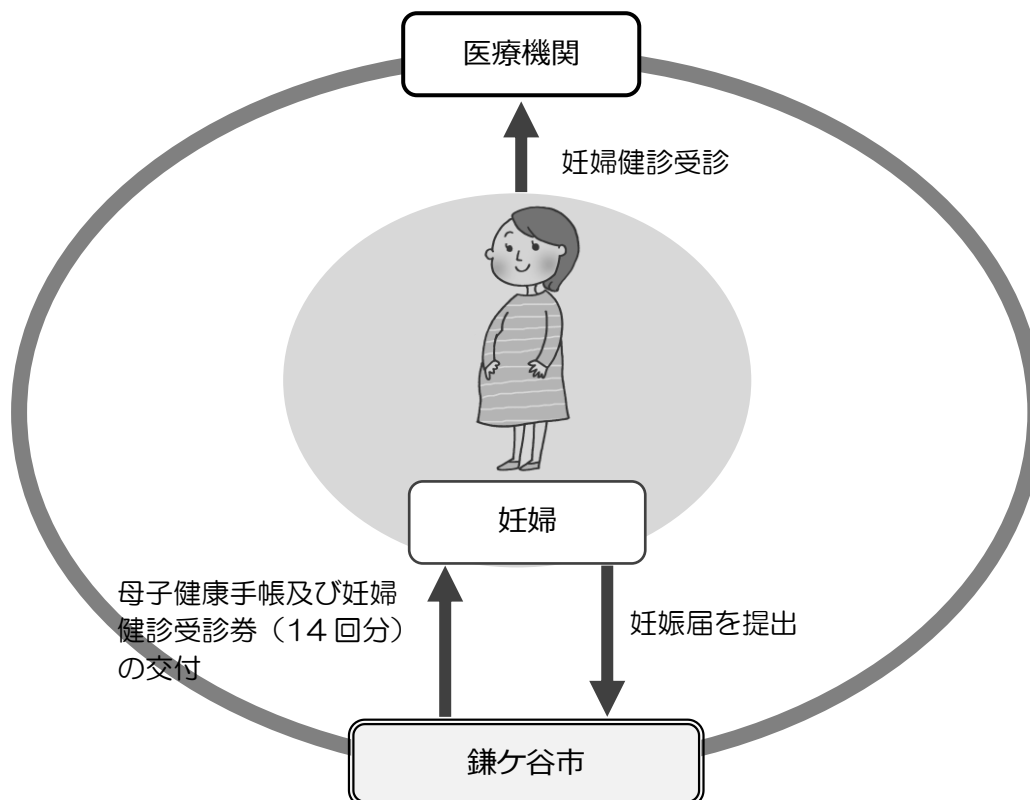 医療機関
妊婦健診受診
妊婦
母子健康手帳及び妊婦
健診受診券（14回分）
の交付
妊娠届を提出
鎌ケ谷市